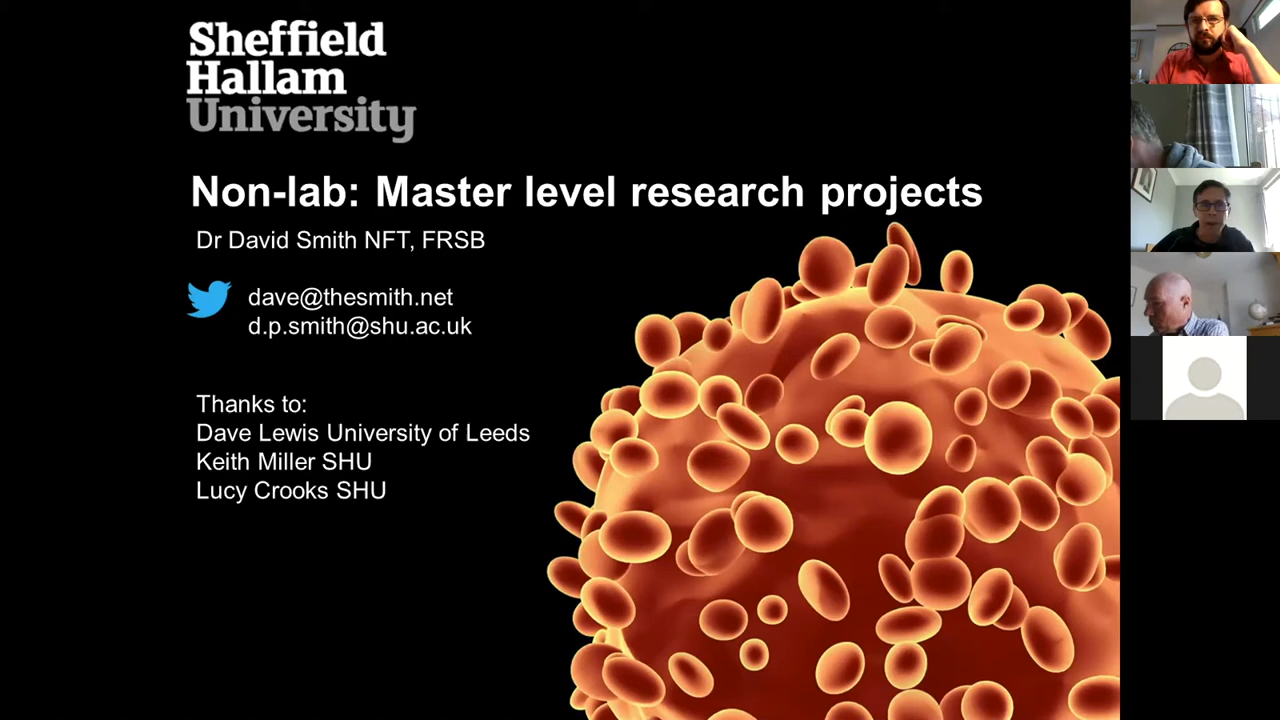 Sheffield
Hallam
University
Non-lab: Master level research projects
Dr David Smith NFT, FRSB
dave@thesmith.net
d.p.smith@shu.ac.uk
Thanks to:
Dave Lewis University of Leeds
Keith Miller SHU
Lucy Crooks SHU